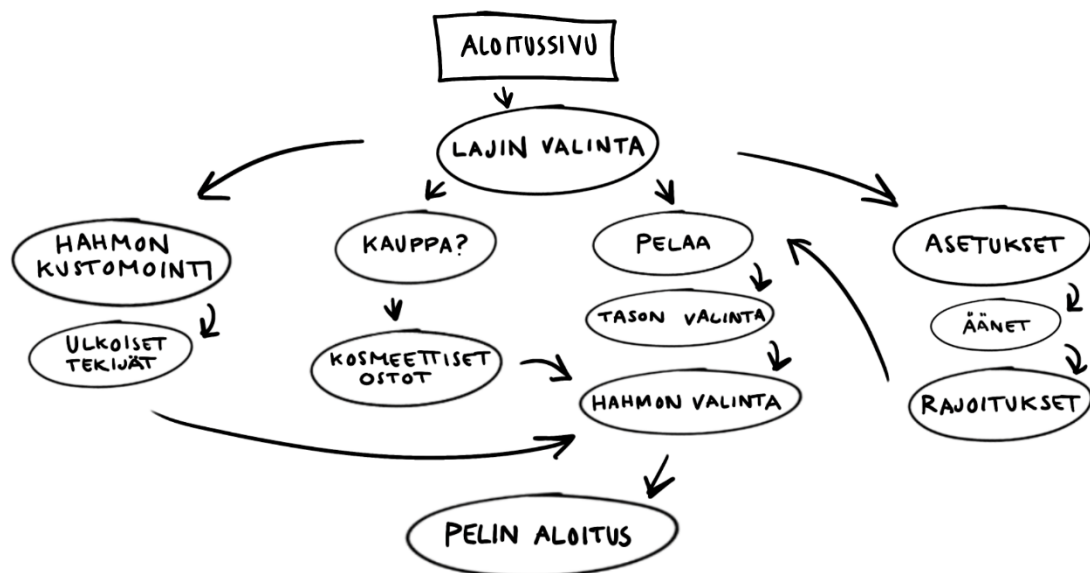 ALOITUSSIVU
LAJIN VALINTA
HAHMON
KUSTOMOINTI
KAUPPA?
PELAA
ASETUKSET
ULKOISET
TEKIJÄT
KOSMEETTISET
OSTOT
TASON VALINTA
ÄÄNET
HAHMON VALINTA
RAJOITUKSET
PELIN ALOITUS